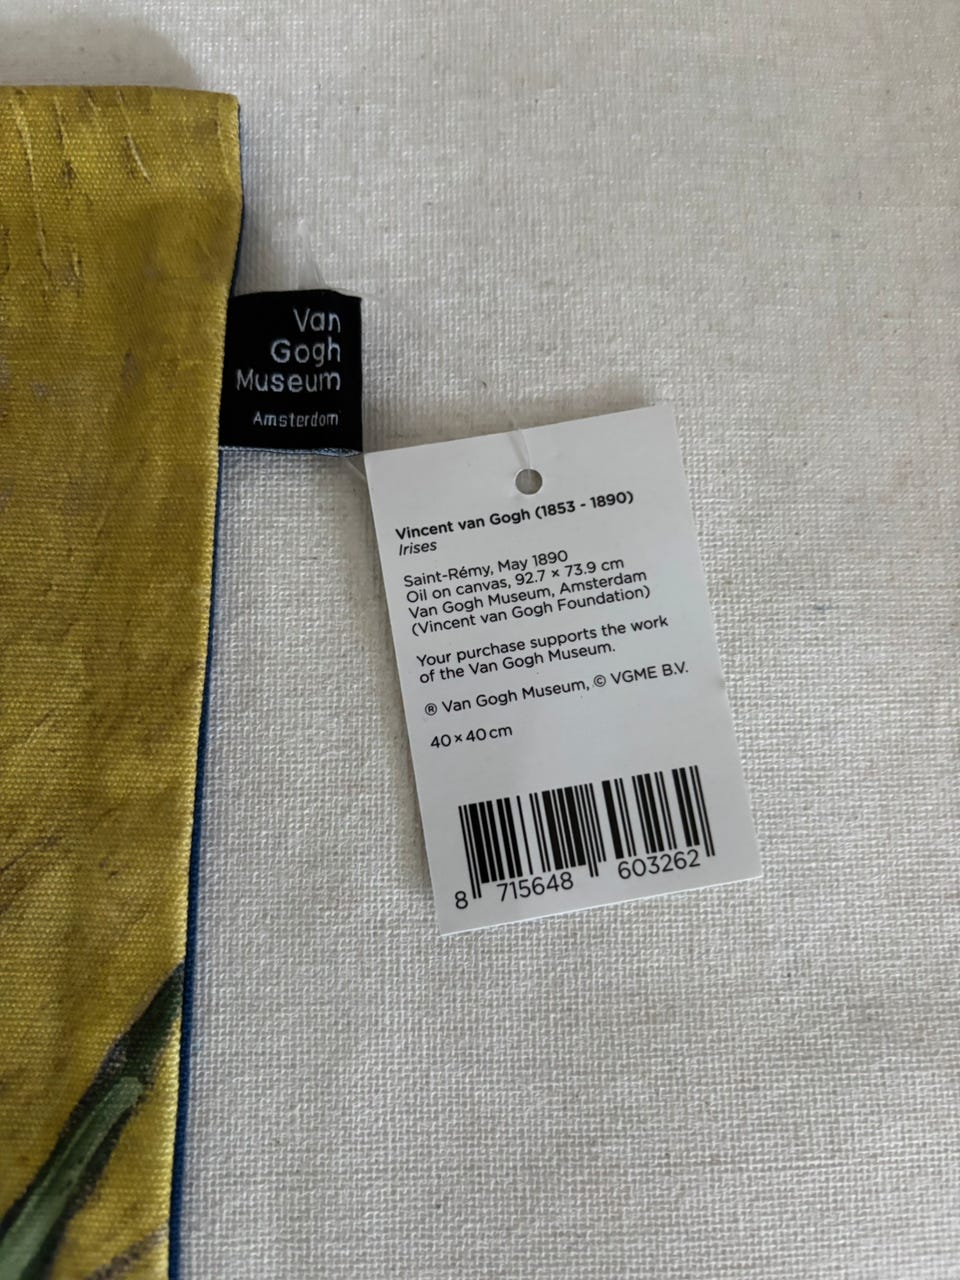 Van
Gogh
Museum
Amsterdam
Vincent van Gogh (1853 - 1890)
Irises
Saint-Rémy, May 1890
Oil on canvas, 92.7 × 73.9 cm
Van Gogh Museum, Amsterdam
(Vincent van Gogh Foundation)
Your purchase supports the work
of the Van Gogh Museum.
® Van Gogh Museum, © VGME B.V.
40 × 40 cm
8 715648 603262